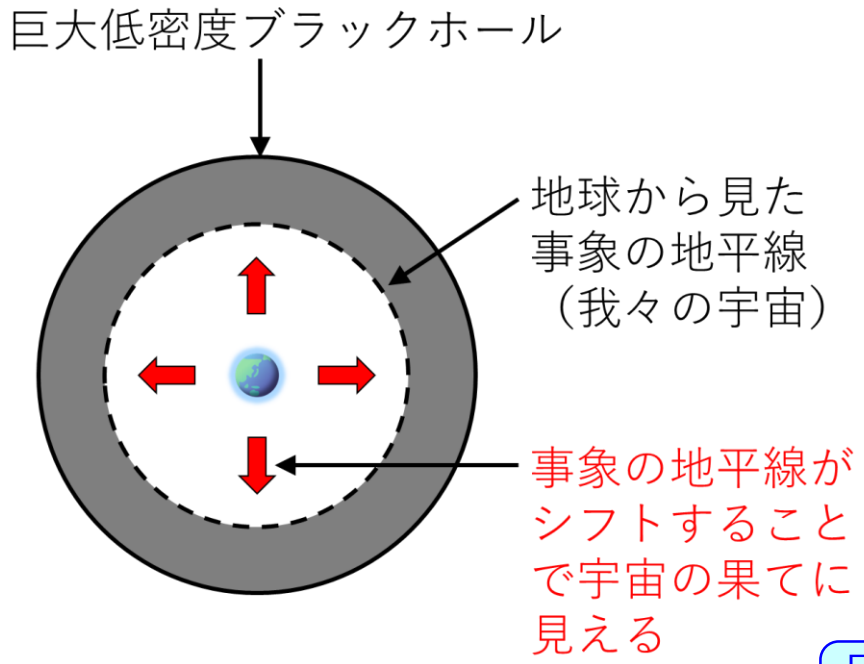 巨大低密度ブラックホール
地球から見た
事象の地平線
（我々の宇宙）
事象の地平線が
シフトすること
で宇宙の果てに
見える